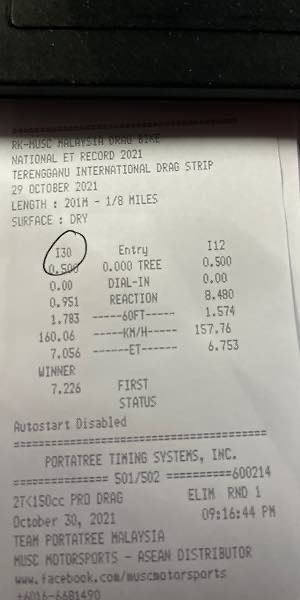 RK-MUSC MALAYSIA DRAG BIKE
NATIONAL ET RECORD 2021
TERENGGANU INTERNATIONAL DRAG STRIP
29 OCTOBER 2021
LENGTH : 201M - 1/8 MILES
SURFACE : DRY
I30 Entry I12
0.500 0.000 TREE 0.500
0.00 DIAL-IN 0.00
0.951 REACTION 8.480
1.783 -----60FT----- 1.574
160.06 -----KM/H----- 157.76
7.056 ------ET------ 6.753
WINNER
7.226 FIRST
STATUS
Autostart Disabled
=====================================
PORTATREE TIMING SYSTEMS, INC.
============== 501/502 ==========600214
2T<150cc PRO DRAG ELIM RND 1
October 30, 2021 09:16:44 PM
TEAM PORTATREE MALAYSIA
MUSC MOTORSPORTS - ASEAN DISTRIBUTOR
www.facebook.com/muscmotorsports
+6016-6681490